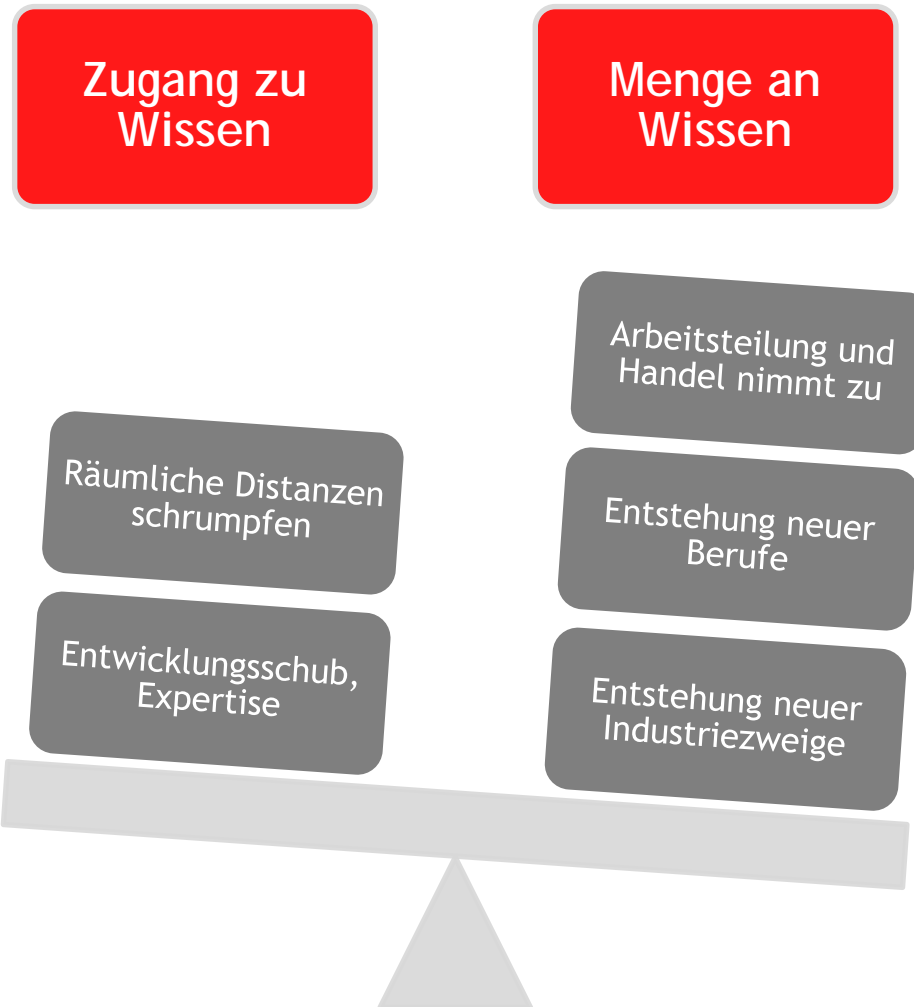 Zugang zu
Wissen
Menge an
Wissen
Räumliche Distanzen
schrumpfen
Entwicklungsschub,
Expertise
Arbeitsteilung und
Handel nimmt zu
Entstehung neuer
Berufe
Entstehung neuer
Industriezweige